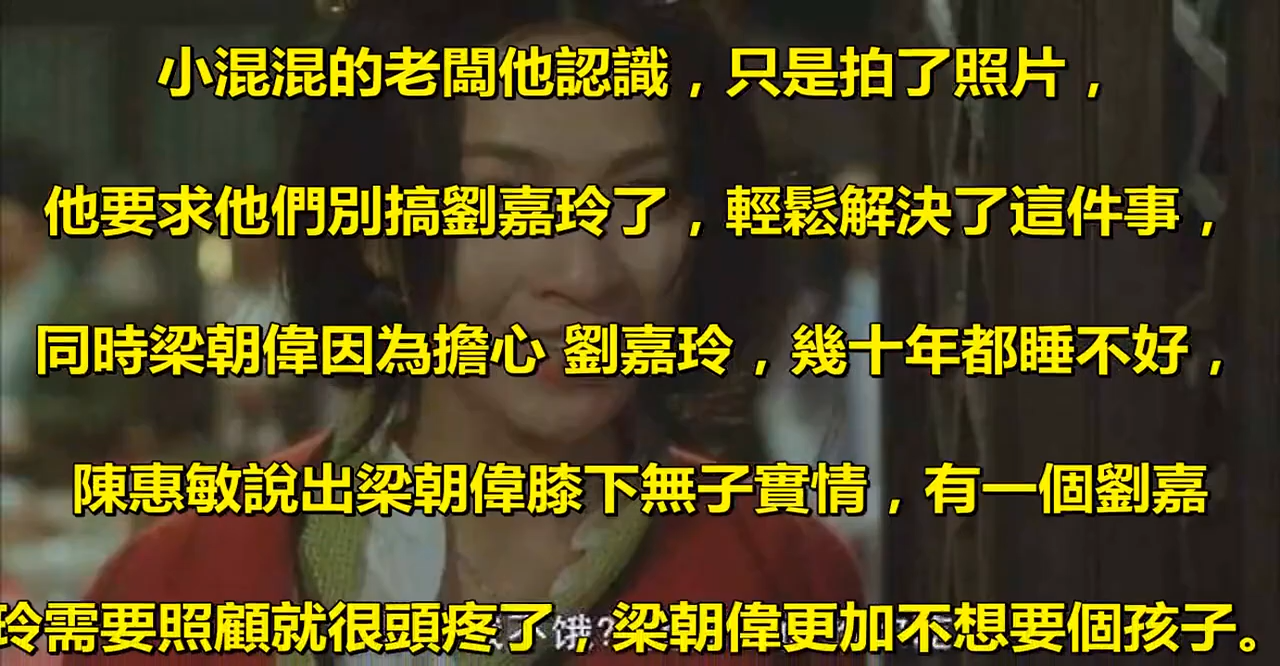 小混混的老闆他認識，只是拍了照片，
他要求他們別搞劉嘉玲了，輕鬆解決了這件事，
同時梁朝偉因為擔心 劉嘉玲，幾十年都睡不好，
陳惠敏說出梁朝偉膝下無子實情，有一個劉嘉
玲需要照顧就很頭疼了，梁朝偉更加不想要個孩子。
饿?